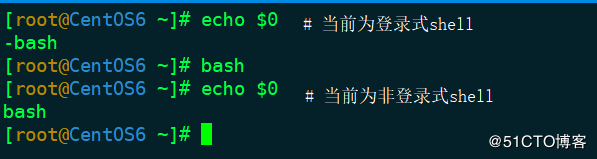 [root@CentOS6 ~]# echo $0 # 当前为登录式shell
-bash
[root@CentOS6 ~]# bash
[root@CentOS6 ~]# echo $0 # 当前为非登录式shell
bash
[root@CentOS6 ~]#
@51CTO博客